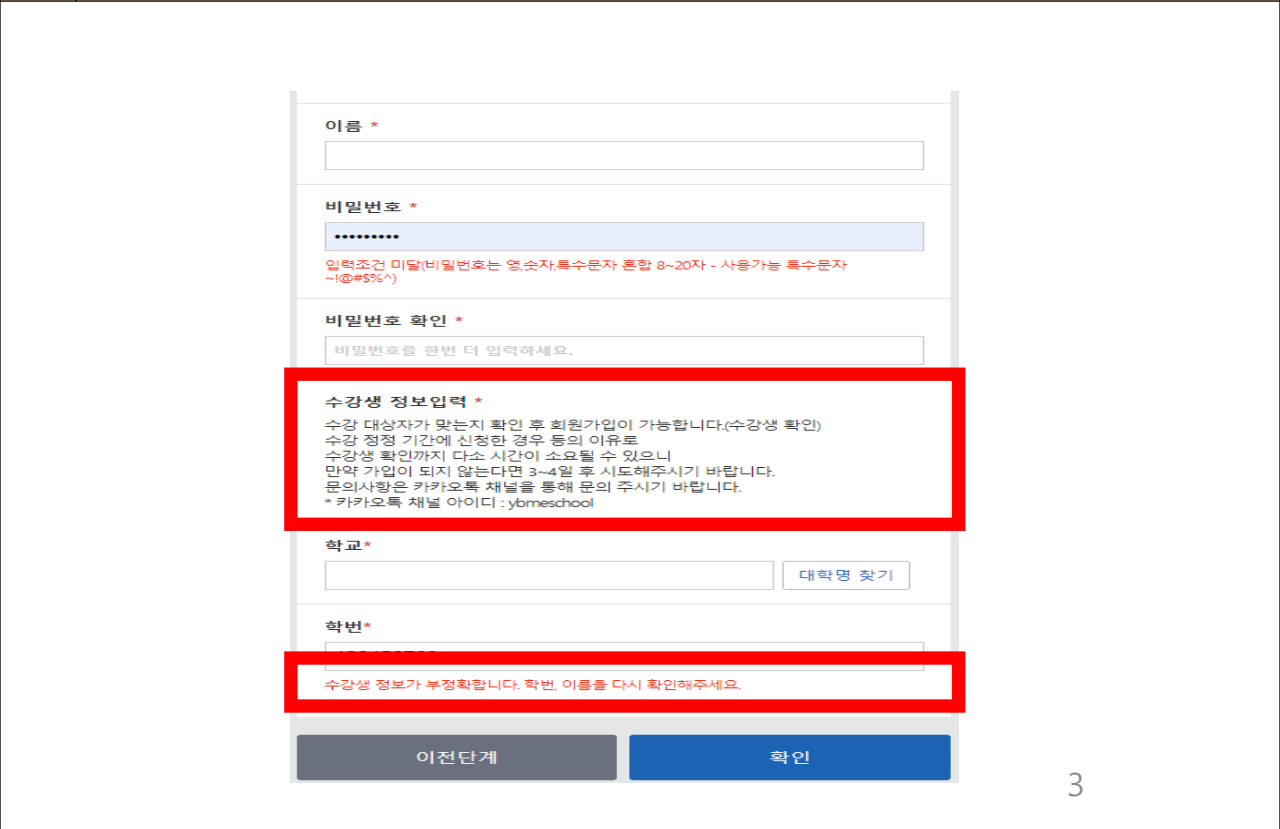 이름 *
비밀번호 *
•••••••••
입력조건 미달(비밀번호는 영,숫자,특수문자 혼합 8~20자 - 사용가능 특수문자
~!@#$%^)
비밀번호 확인 *
비밀번호를 한번 더 입력하세요.
수강생 정보입력 *
수강 대상자가 맞는지 확인 후 회원가입이 가능합니다.(수강생 확인)
수강 정정 기간에 신청한 경우 등의 이유로
수강생 확인까지 다소 시간이 소요될 수 있으니
만약 가입이 되지 않는다면 3~4일 후 시도해주시기 바랍니다.
문의사항은 카카오톡 채널을 통해 문의 주시기 바랍니다.
* 카카오톡 채널 아이디 : ybmeschool
학교*
대학명 찾기
학번*
수강생 정보가 부정확합니다. 학번, 이름을 다시 확인해주세요.
이전단계
확인
3